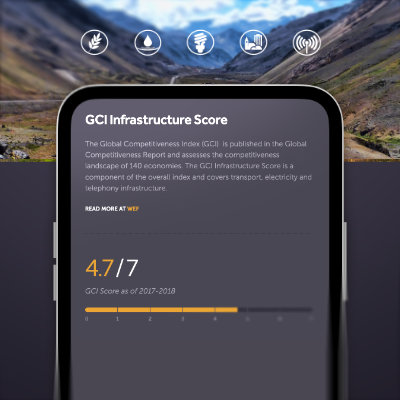 GCI Infrastructure Score
The Global Competitiveness Index (GCI) is published in the Global
Competitiveness Report and assesses the competitiveness
landscape of 140 economies. The GCI Infrastructure Score is a
component of the overall index and covers transport, electricity and
telephony infrastructure.
READ MORE AT WEF
4.7/7
GCI Score as of 2017-2018
0 1 2 3 4